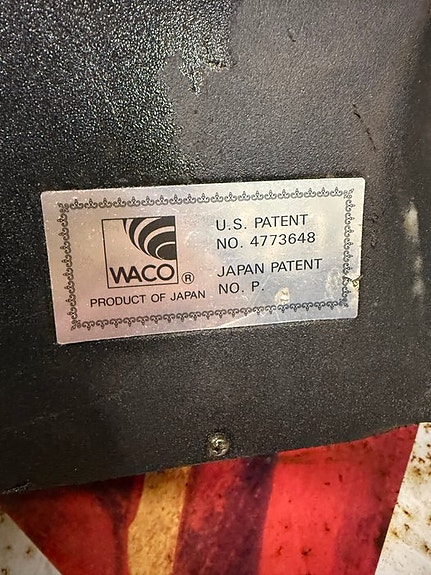 WACO ®
PRODUCT OF JAPAN
U.S. PATENT
NO. 4773648
JAPAN PATENT
NO. P.